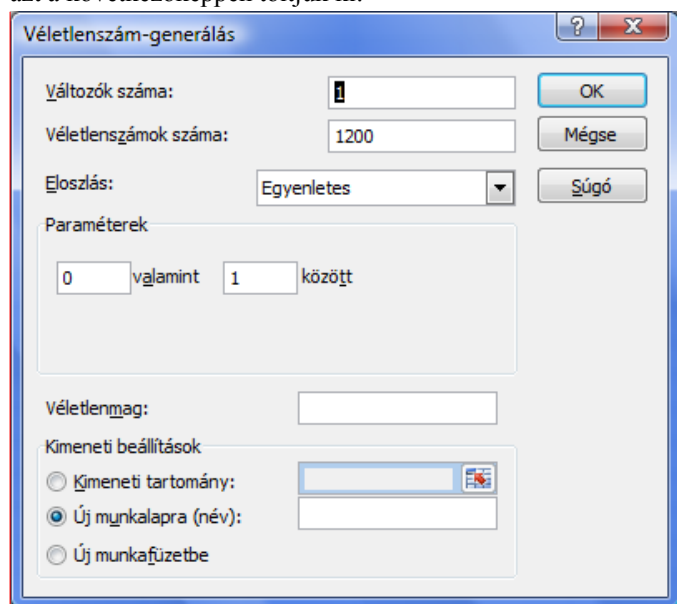 Véletlenszám-generálás
Változók száma: 1 OK
Véletlenszámok száma: 1200 Mégse
Eloszlás: Egyenletes Súgó
Paraméterek
0 valamint 1 között
Véletlenmag:
Kimeneti beállítások
Kimeneti tartomány:
Új munkalapra (név):
Új munkafüzetbe